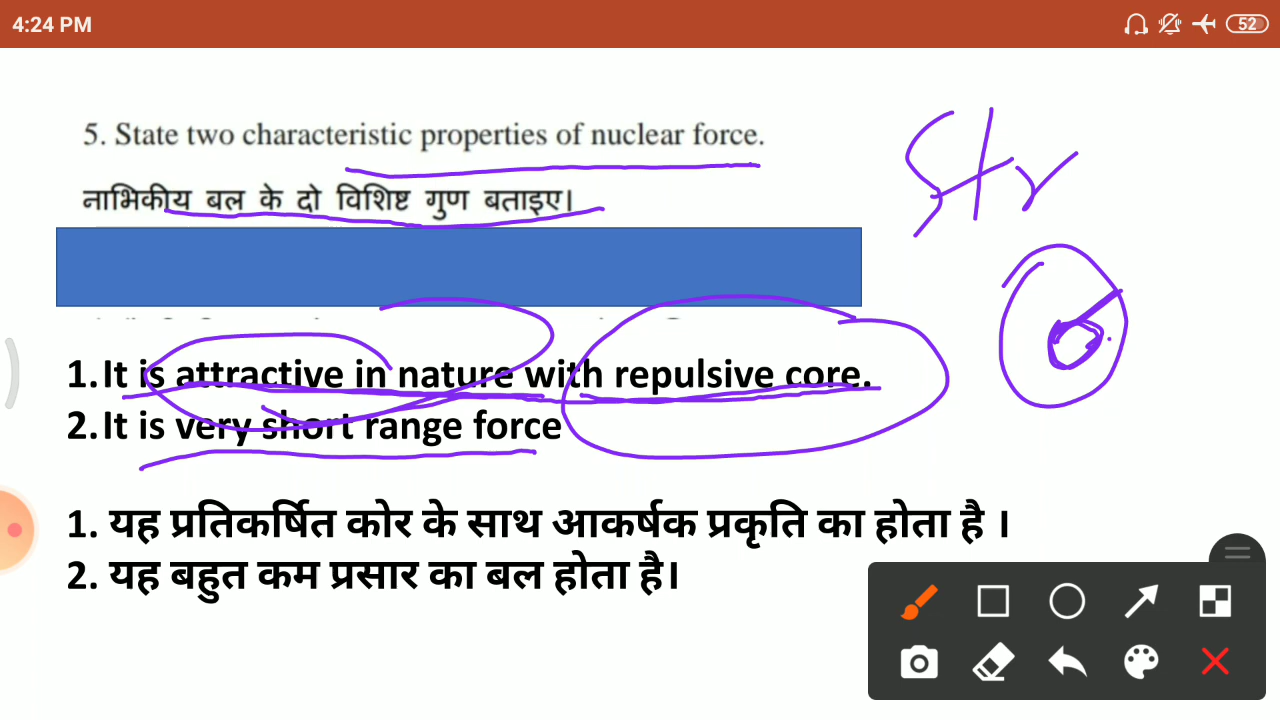 4:24 PM
52
5. State two characteristic properties of nuclear force.
नाभिकीय बल के दो विशिष्ट गुण बताइए।
Str
1. It is attractive in nature with repulsive core.
2. It is very short range force
1. यह प्रतिकर्षित कोर के साथ आकर्षक प्रकृति का होता है ।
2. यह बहुत कम प्रसार का बल होता है।